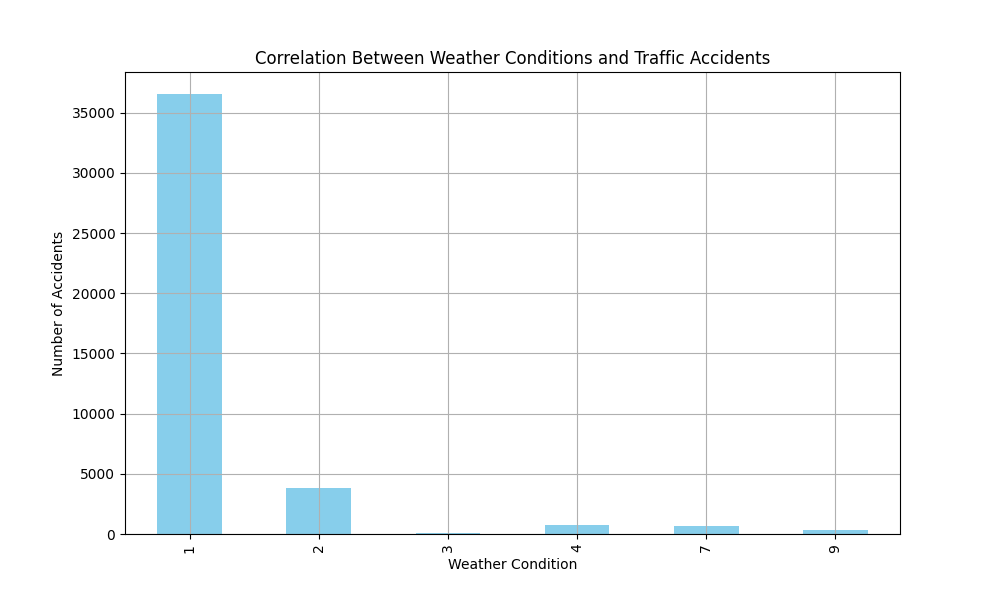 Correlation Between Weather Conditions and Traffic Accidents
Number of Accidents
35000
30000
25000
20000
15000
10000
5000
0
1 2 3 4 7 9
Weather Condition